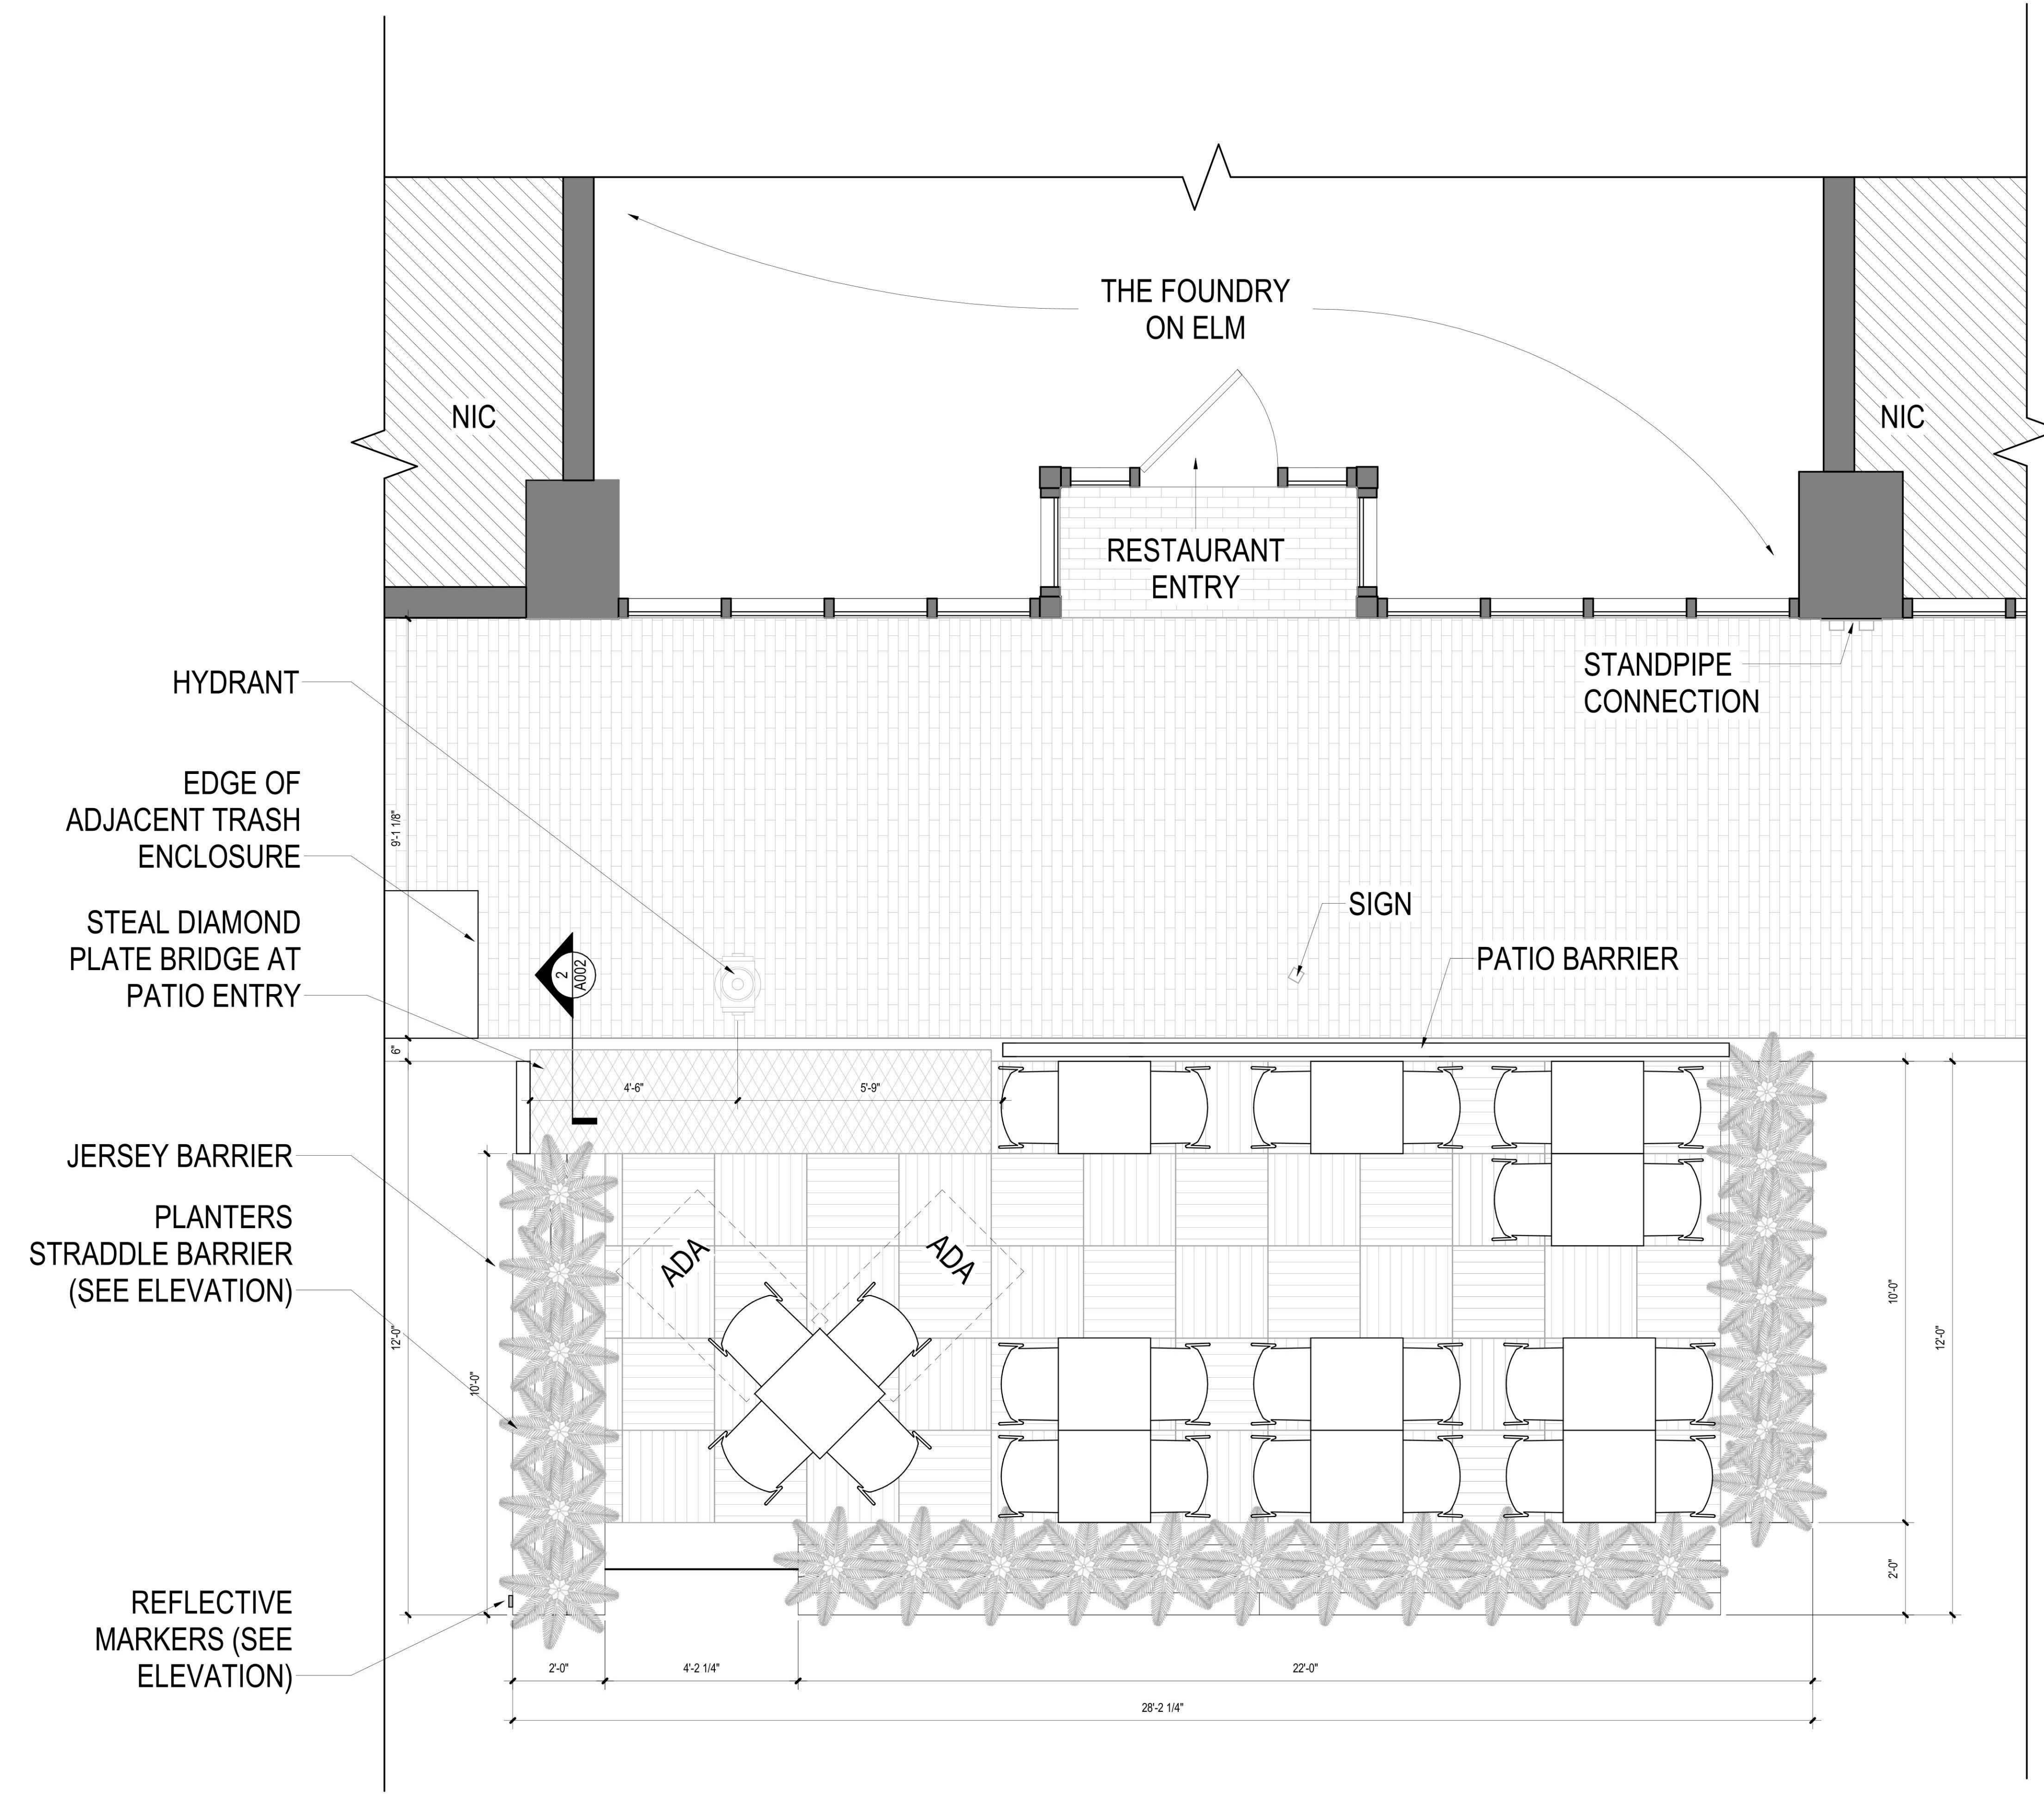 THE FOUNDRY
ON ELM
NIC
NIC
RESTAURANT
ENTRY
HYDRANT
STANDPIPE
CONNECTION
EDGE OF
ADJACENT TRASH
ENCLOSURE
9'-1 1/8"
SIGN
STEAL DIAMOND
PLATE BRIDGE AT
PATIO ENTRY
2
A002
PATIO BARRIER
6"
4'-6"
5'-9"
JERSEY BARRIER
PLANTERS
STRADDLE BARRIER
(SEE ELEVATION)
ADA
ADA
12'-0"
10'-0"
10'-0"
12'-0"
2'-0"
REFLECTIVE
MARKERS (SEE
ELEVATION)
2'-0"
4'-2 1/4"
22'-0"
28'-2 1/4"